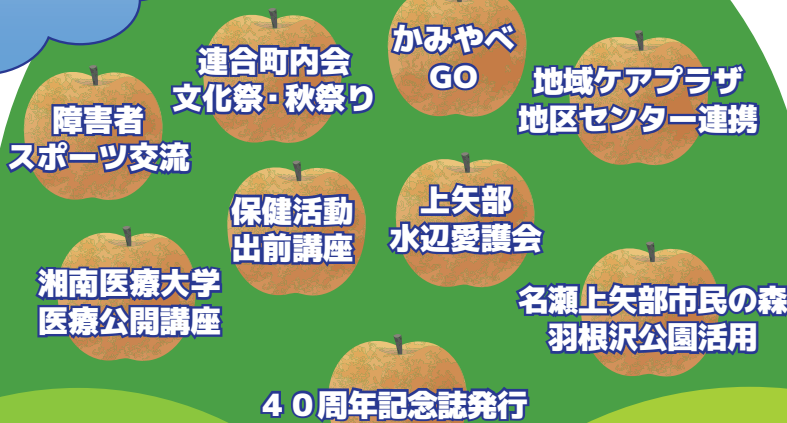 かみやべ
GO
連合町内会
文化祭・秋祭り
地域ケアプラザ
地区センター連携
障害者
スポーツ交流
保健活動
出前講座
上矢部
水辺愛護会
湘南医療大学
医療公開講座
名瀬上矢部市民の森
羽根沢公園活用
４０周年記念誌発行